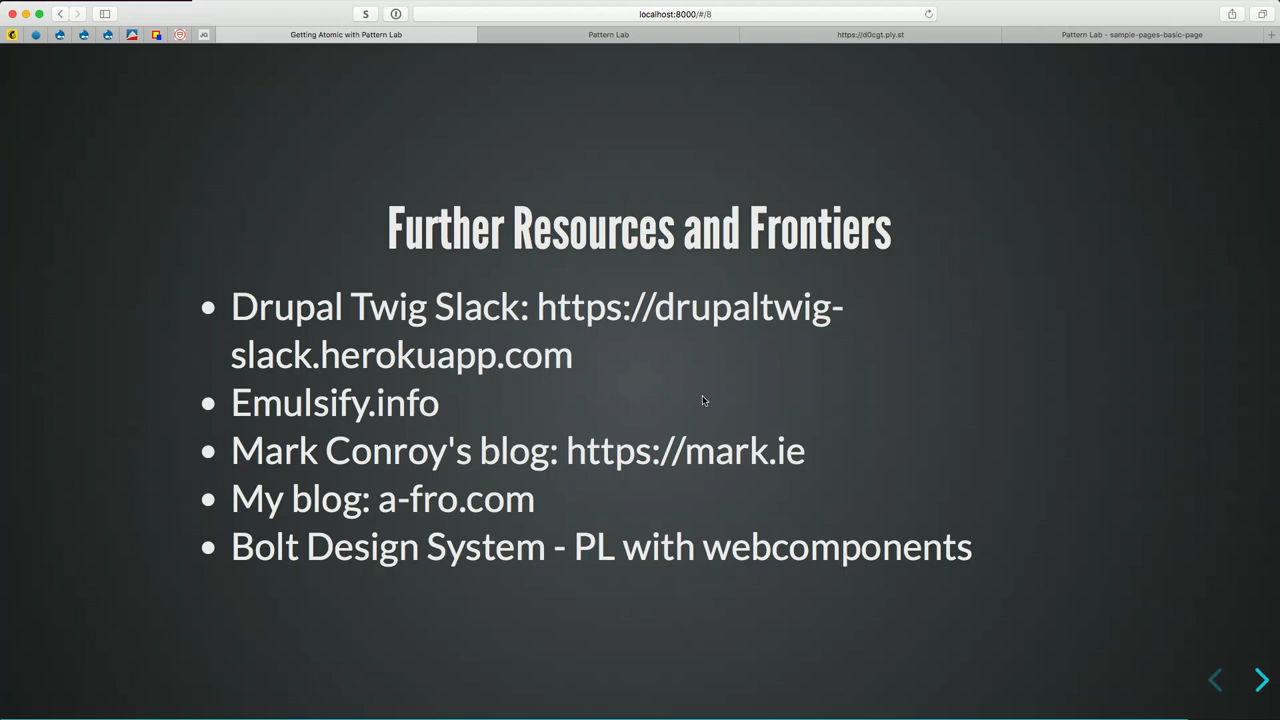 S
localhost:8000/#/8
JG
Getting Atomic with Pattern Lab
Pattern Lab
https://d0cgt.ply.st
Pattern Lab - sample-pages-basic-page
Further Resources and Frontiers
• Drupal Twig Slack: https://drupaltwig-
slack.herokuapp.com
• Emulsify.info
• Mark Conroy's blog: https://mark.ie
• My blog: a-fro.com
• Bolt Design System - PL with webcomponents